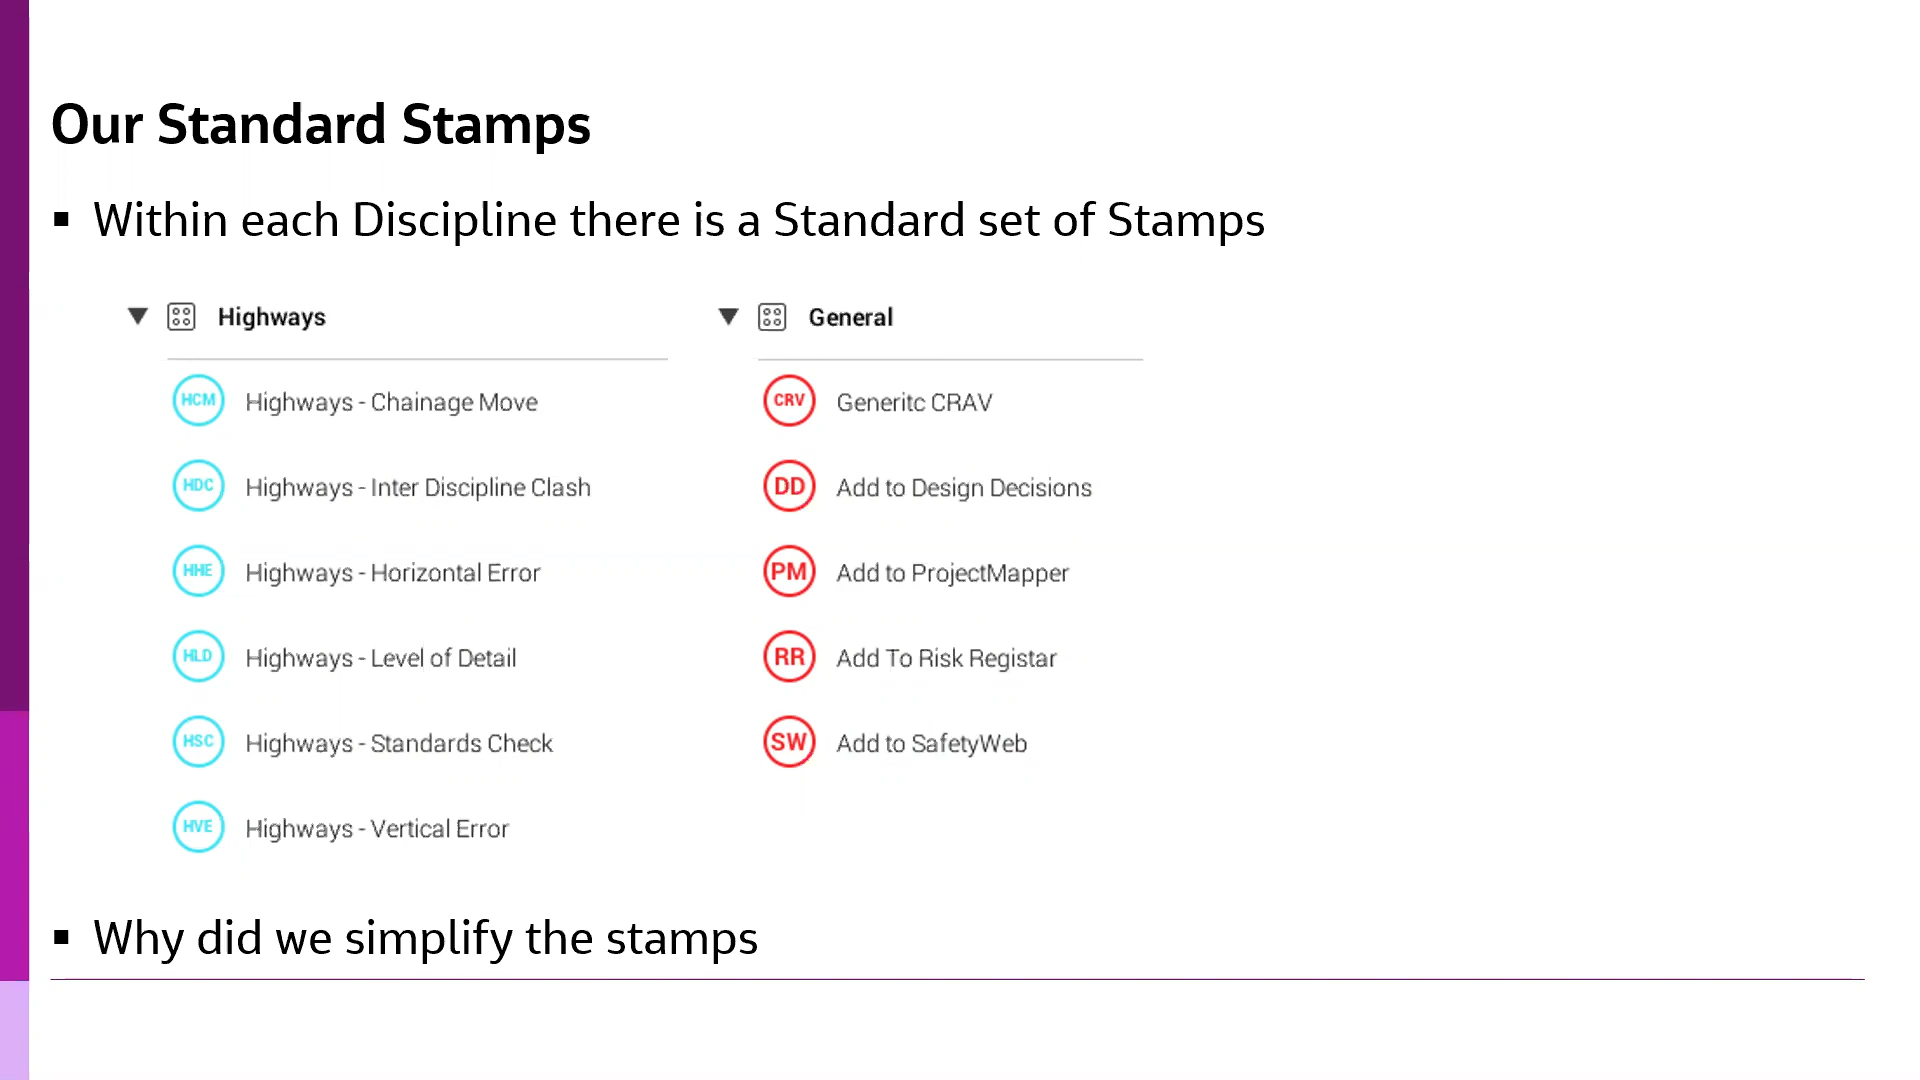 Our Standard Stamps
▪ Within each Discipline there is a Standard set of Stamps
Highways
HCM Highways - Chainage Move
HDC Highways - Inter Discipline Clash
HHE Highways - Horizontal Error
HLD Highways - Level of Detail
HSC Highways - Standards Check
HVE Highways - Vertical Error
General
CRV Generitc CRAV
DD Add to Design Decisions
PM Add to ProjectMapper
RR Add To Risk Registar
SW Add to SafetyWeb
▪ Why did we simplify the stamps